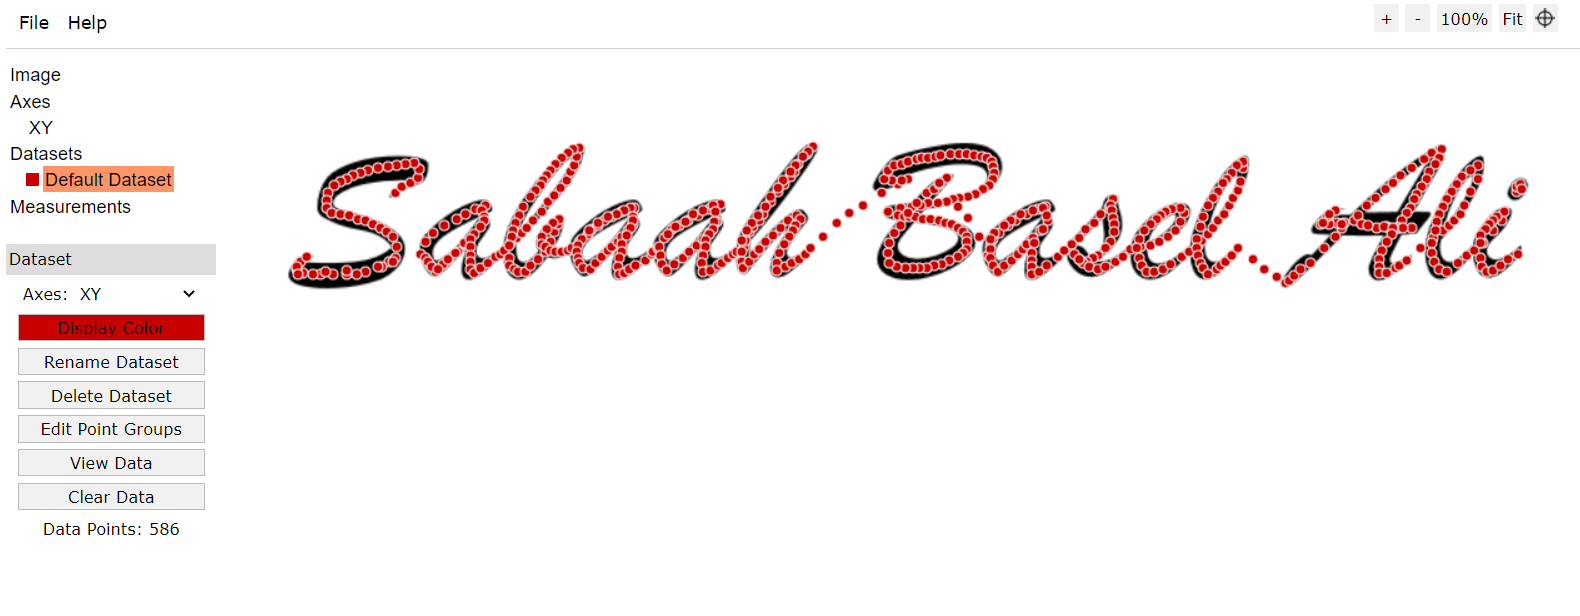 File Help
+ - 100% Fit
Image
Axes
XY
Datasets
Default Dataset
Measurements
Sabaah Basel Ali
Dataset
Axes: XY
Display Color
Rename Dataset
Delete Dataset
Edit Point Groups
View Data
Clear Data
Data Points: 586